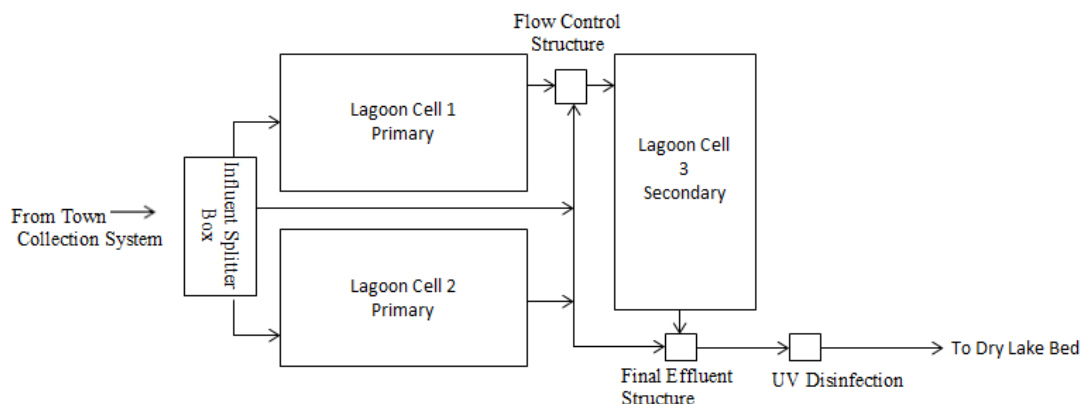 Flow Control
Structure
Lagoon Cell 1
Primary
Lagoon Cell
3
Secondary
Influent Splitter
Box
From Town
Collection System
Lagoon Cell 2
Primary
To Dry Lake Bed
Final Effluent
Structure
UV Disinfection